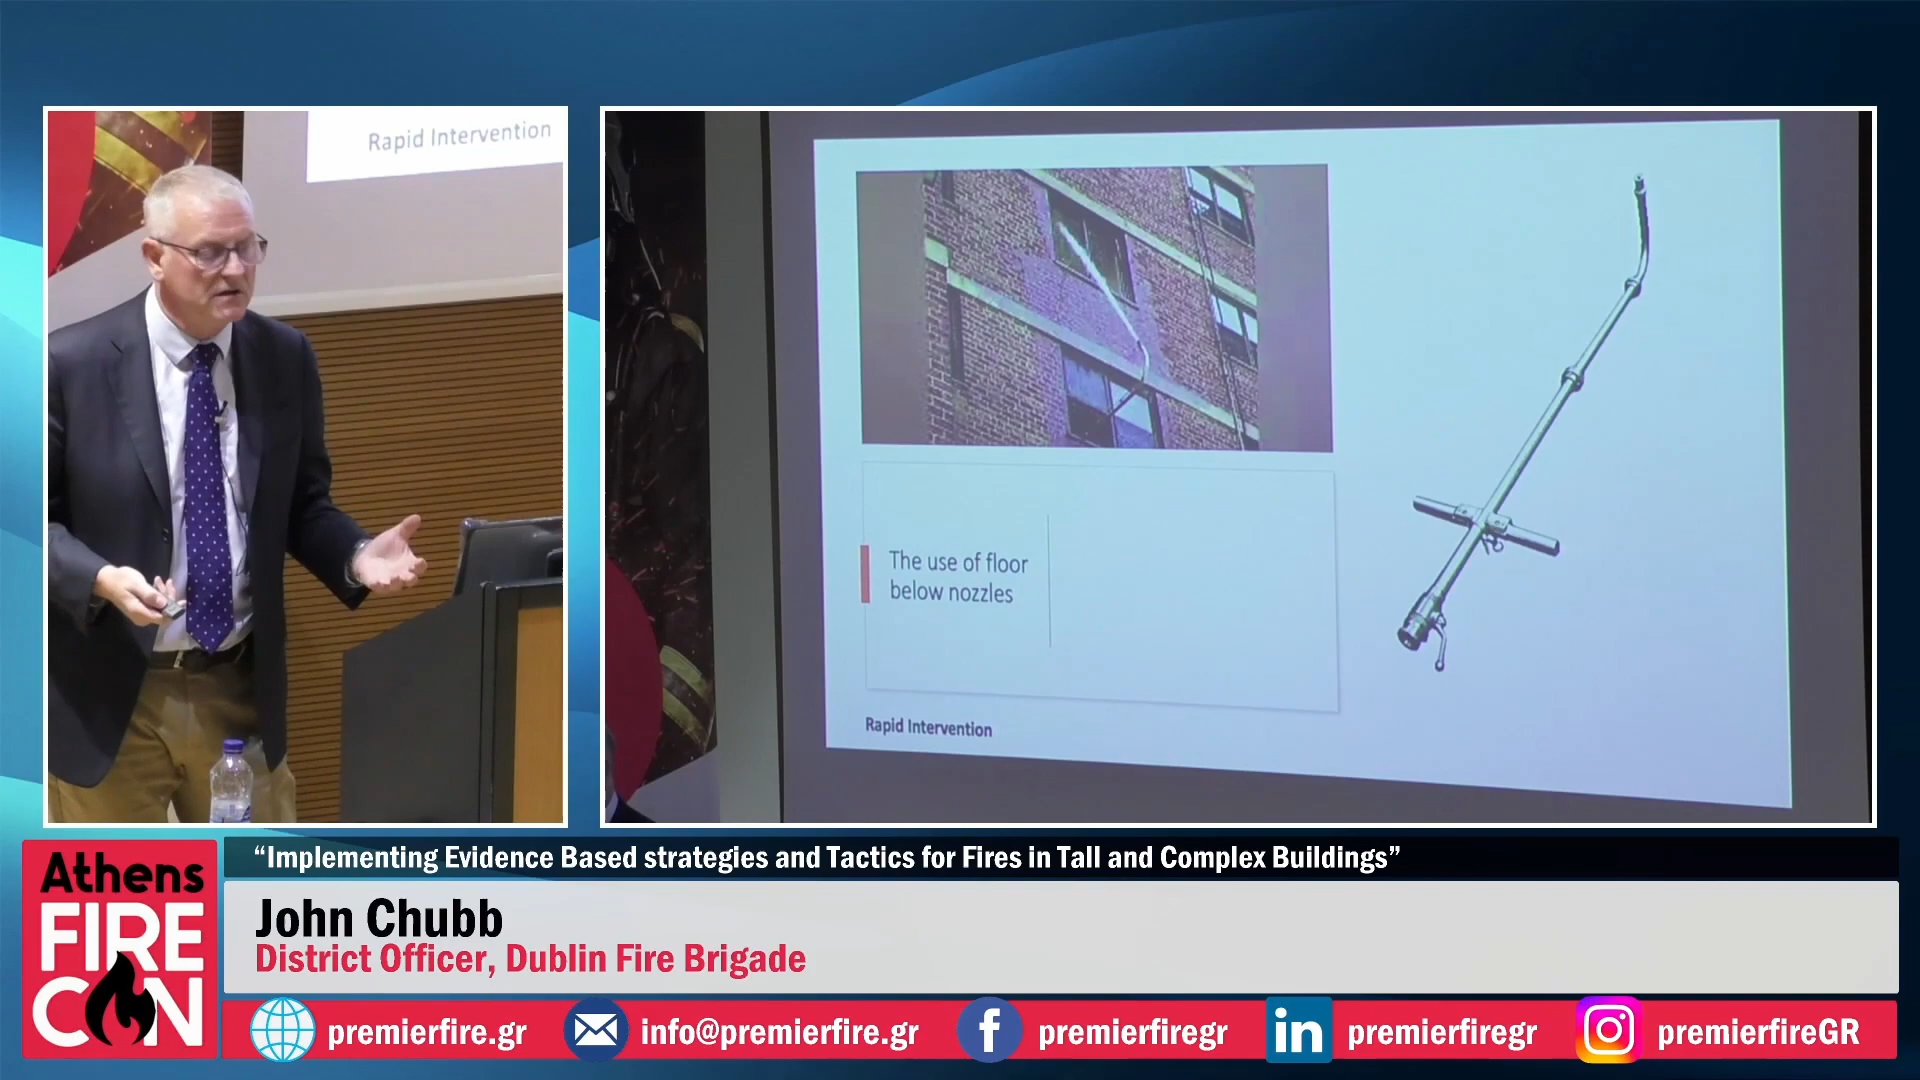 Rapid Intervention
The use of floor
below nozzles
Rapid Intervention
“Implementing Evidence Based strategies and Tactics for Fires in Tall and Complex Buildings”
John Chubb
District Officer, Dublin Fire Brigade
Athens
FIRE
CON
premierfire.gr
info@premierfire.gr
premierfiregr
premierfiregr
premierfireGR